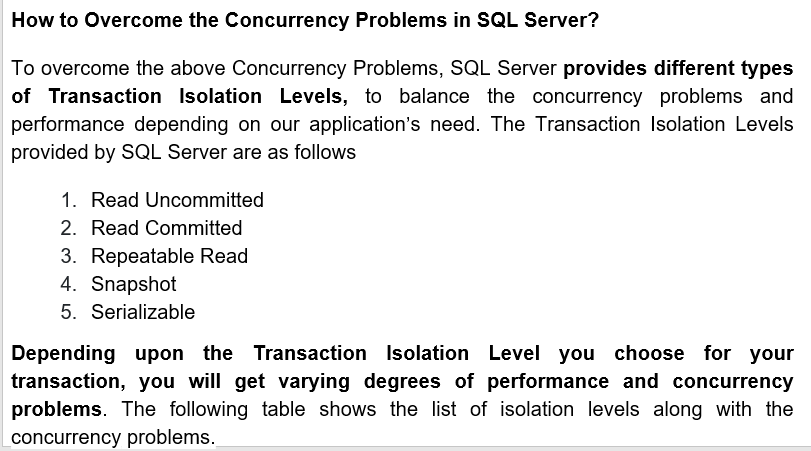 How to Overcome the Concurrency Problems in SQL Server?
To overcome the above Concurrency Problems, SQL Server provides different types
of Transaction Isolation Levels, to balance the concurrency problems and
performance depending on our application’s need. The Transaction Isolation Levels
provided by SQL Server are as follows
1. Read Uncommitted
2. Read Committed
3. Repeatable Read
4. Snapshot
5. Serializable
Depending upon the Transaction Isolation Level you choose for your
transaction, you will get varying degrees of performance and concurrency
problems. The following table shows the list of isolation levels along with the
concurrency problems.